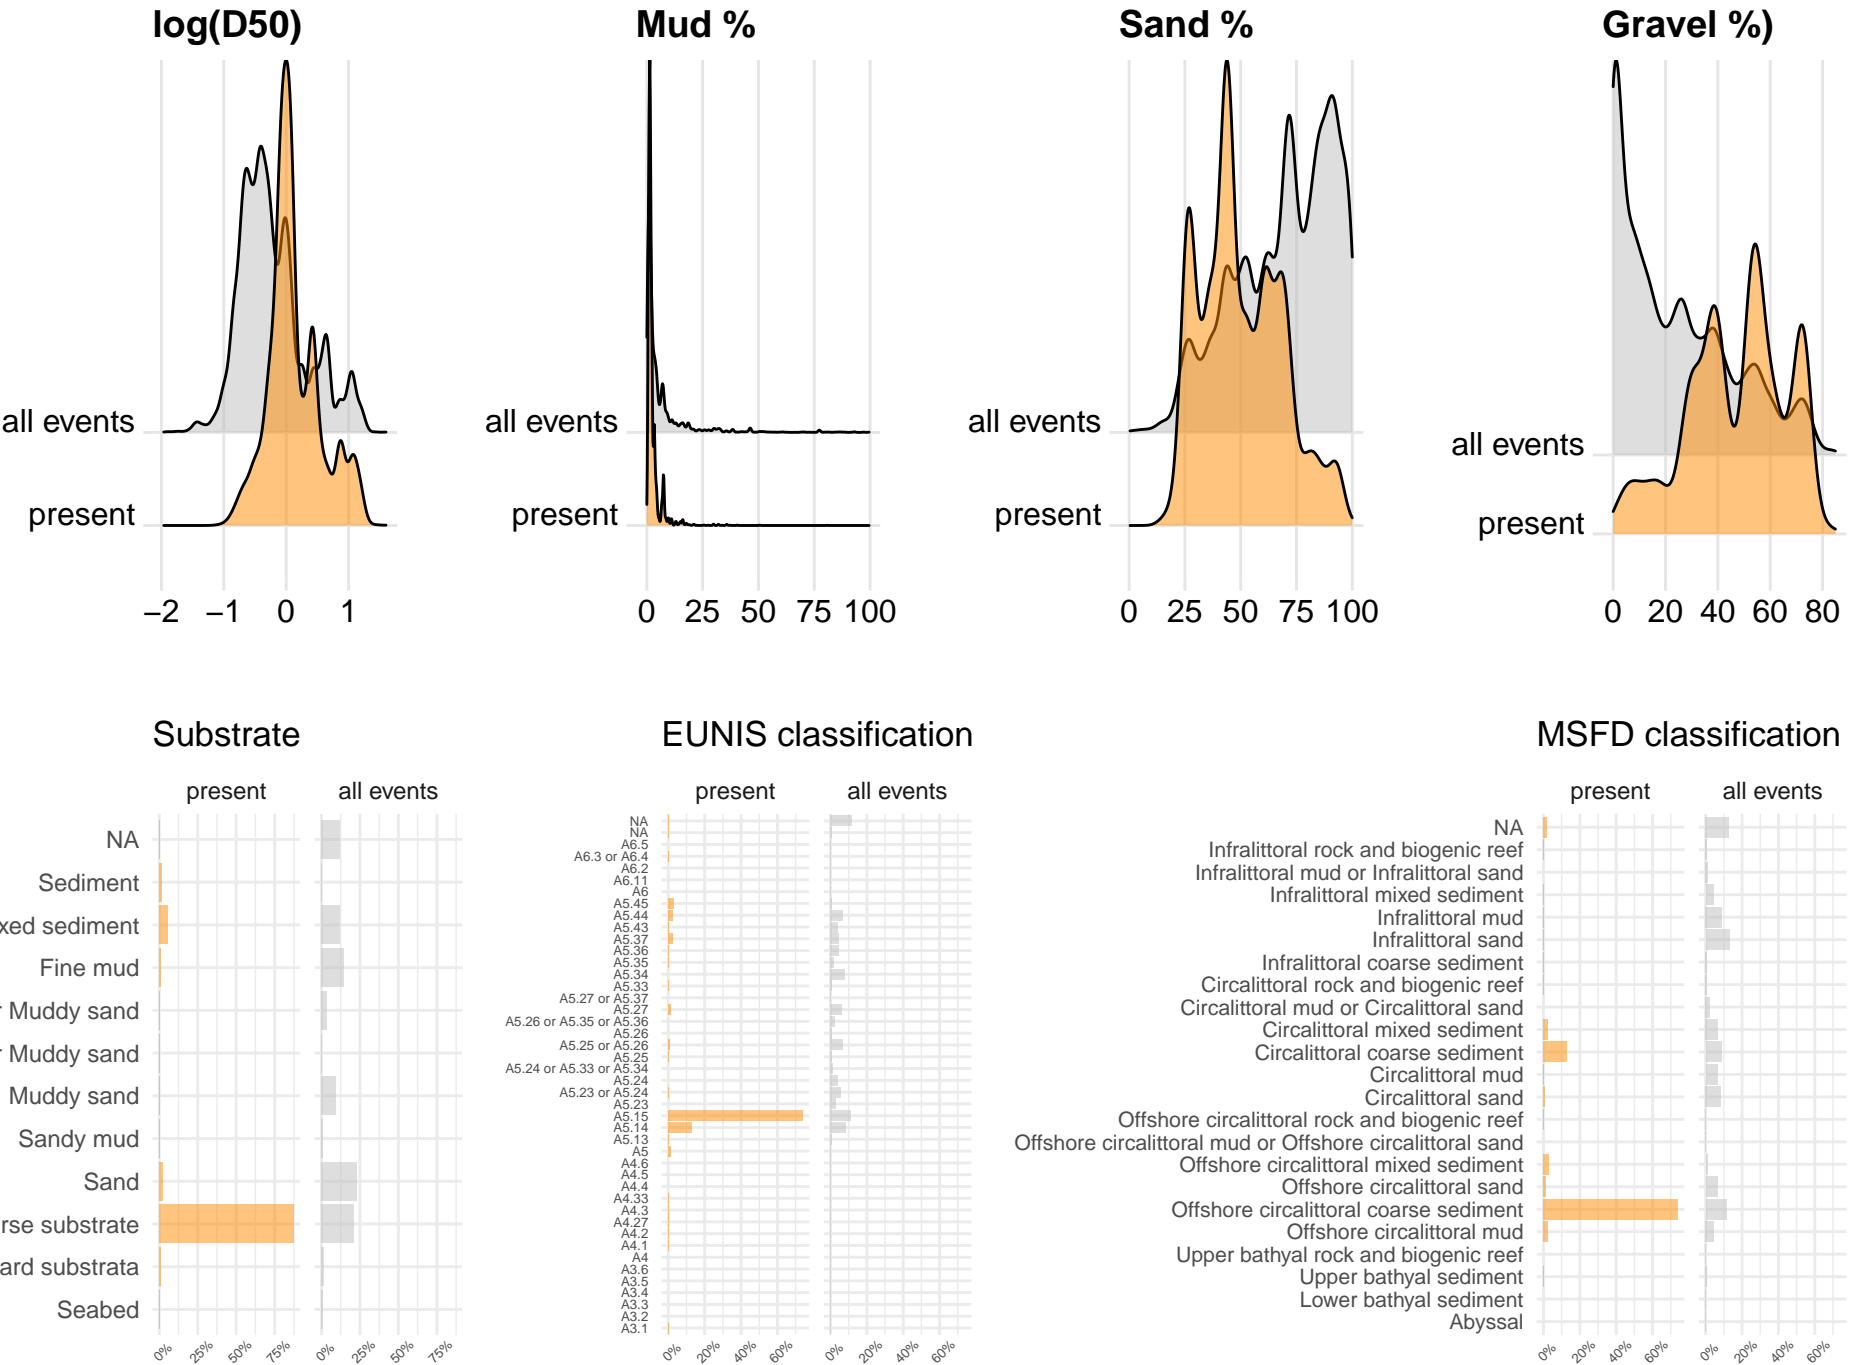 log(D50) Mud % Sand % Gravel %)
all events all events all events all events
present present present present
−2 −1 0 1 0 25 50 75 100 0 25 50 75 100 0 20 40 60 80
Substrate
present all events
NA
Sediment
xed sediment
Fine mud
r Muddy sand
r Muddy sand
Muddy sand
Sandy mud
Sand
rse substrate
ard substrata
Seabed
0% 25% 50% 75% 0% 25% 50% 75%
EUNIS classification
present all events
NA
NA
A6.5
A6.3 or A6.4
A6.2
A6.11
A6
A5.45
A5.44
A5.43
A5.37
A5.36
A5.35
A5.34
A5.33
A5.27 or A5.37
A5.27
A5.26 or A5.35 or A5.36
A5.26
A5.25 or A5.26
A5.25
A5.24 or A5.33 or A5.34
A5.24
A5.23 or A5.24
A5.23
A5.15
A5.14
A5.13
A5
A4.6
A4.5
A4.4
A4.33
A4.3
A4.27
A4.2
A4.1
A4
A3.6
A3.5
A3.4
A3.3
A3.2
A3.1
0% 20% 40% 60% 0% 20% 40% 60%
MSFD classification
present all events
NA
Infralittoral rock and biogenic reef
Infralittoral mud or Infralittoral sand
Infralittoral mixed sediment
Infralittoral mud
Infralittoral sand
Infralittoral coarse sediment
Circalittoral rock and biogenic reef
Circalittoral mud or Circalittoral sand
Circalittoral mixed sediment
Circalittoral coarse sediment
Circalittoral mud
Circalittoral sand
Offshore circalittoral rock and biogenic reef
Offshore circalittoral mud or Offshore circalittoral sand
Offshore circalittoral mixed sediment
Offshore circalittoral sand
Offshore circalittoral coarse sediment
Offshore circalittoral mud
Upper bathyal rock and biogenic reef
Upper bathyal sediment
Lower bathyal sediment
Abyssal
0% 20% 40% 60% 0% 20% 40% 60%